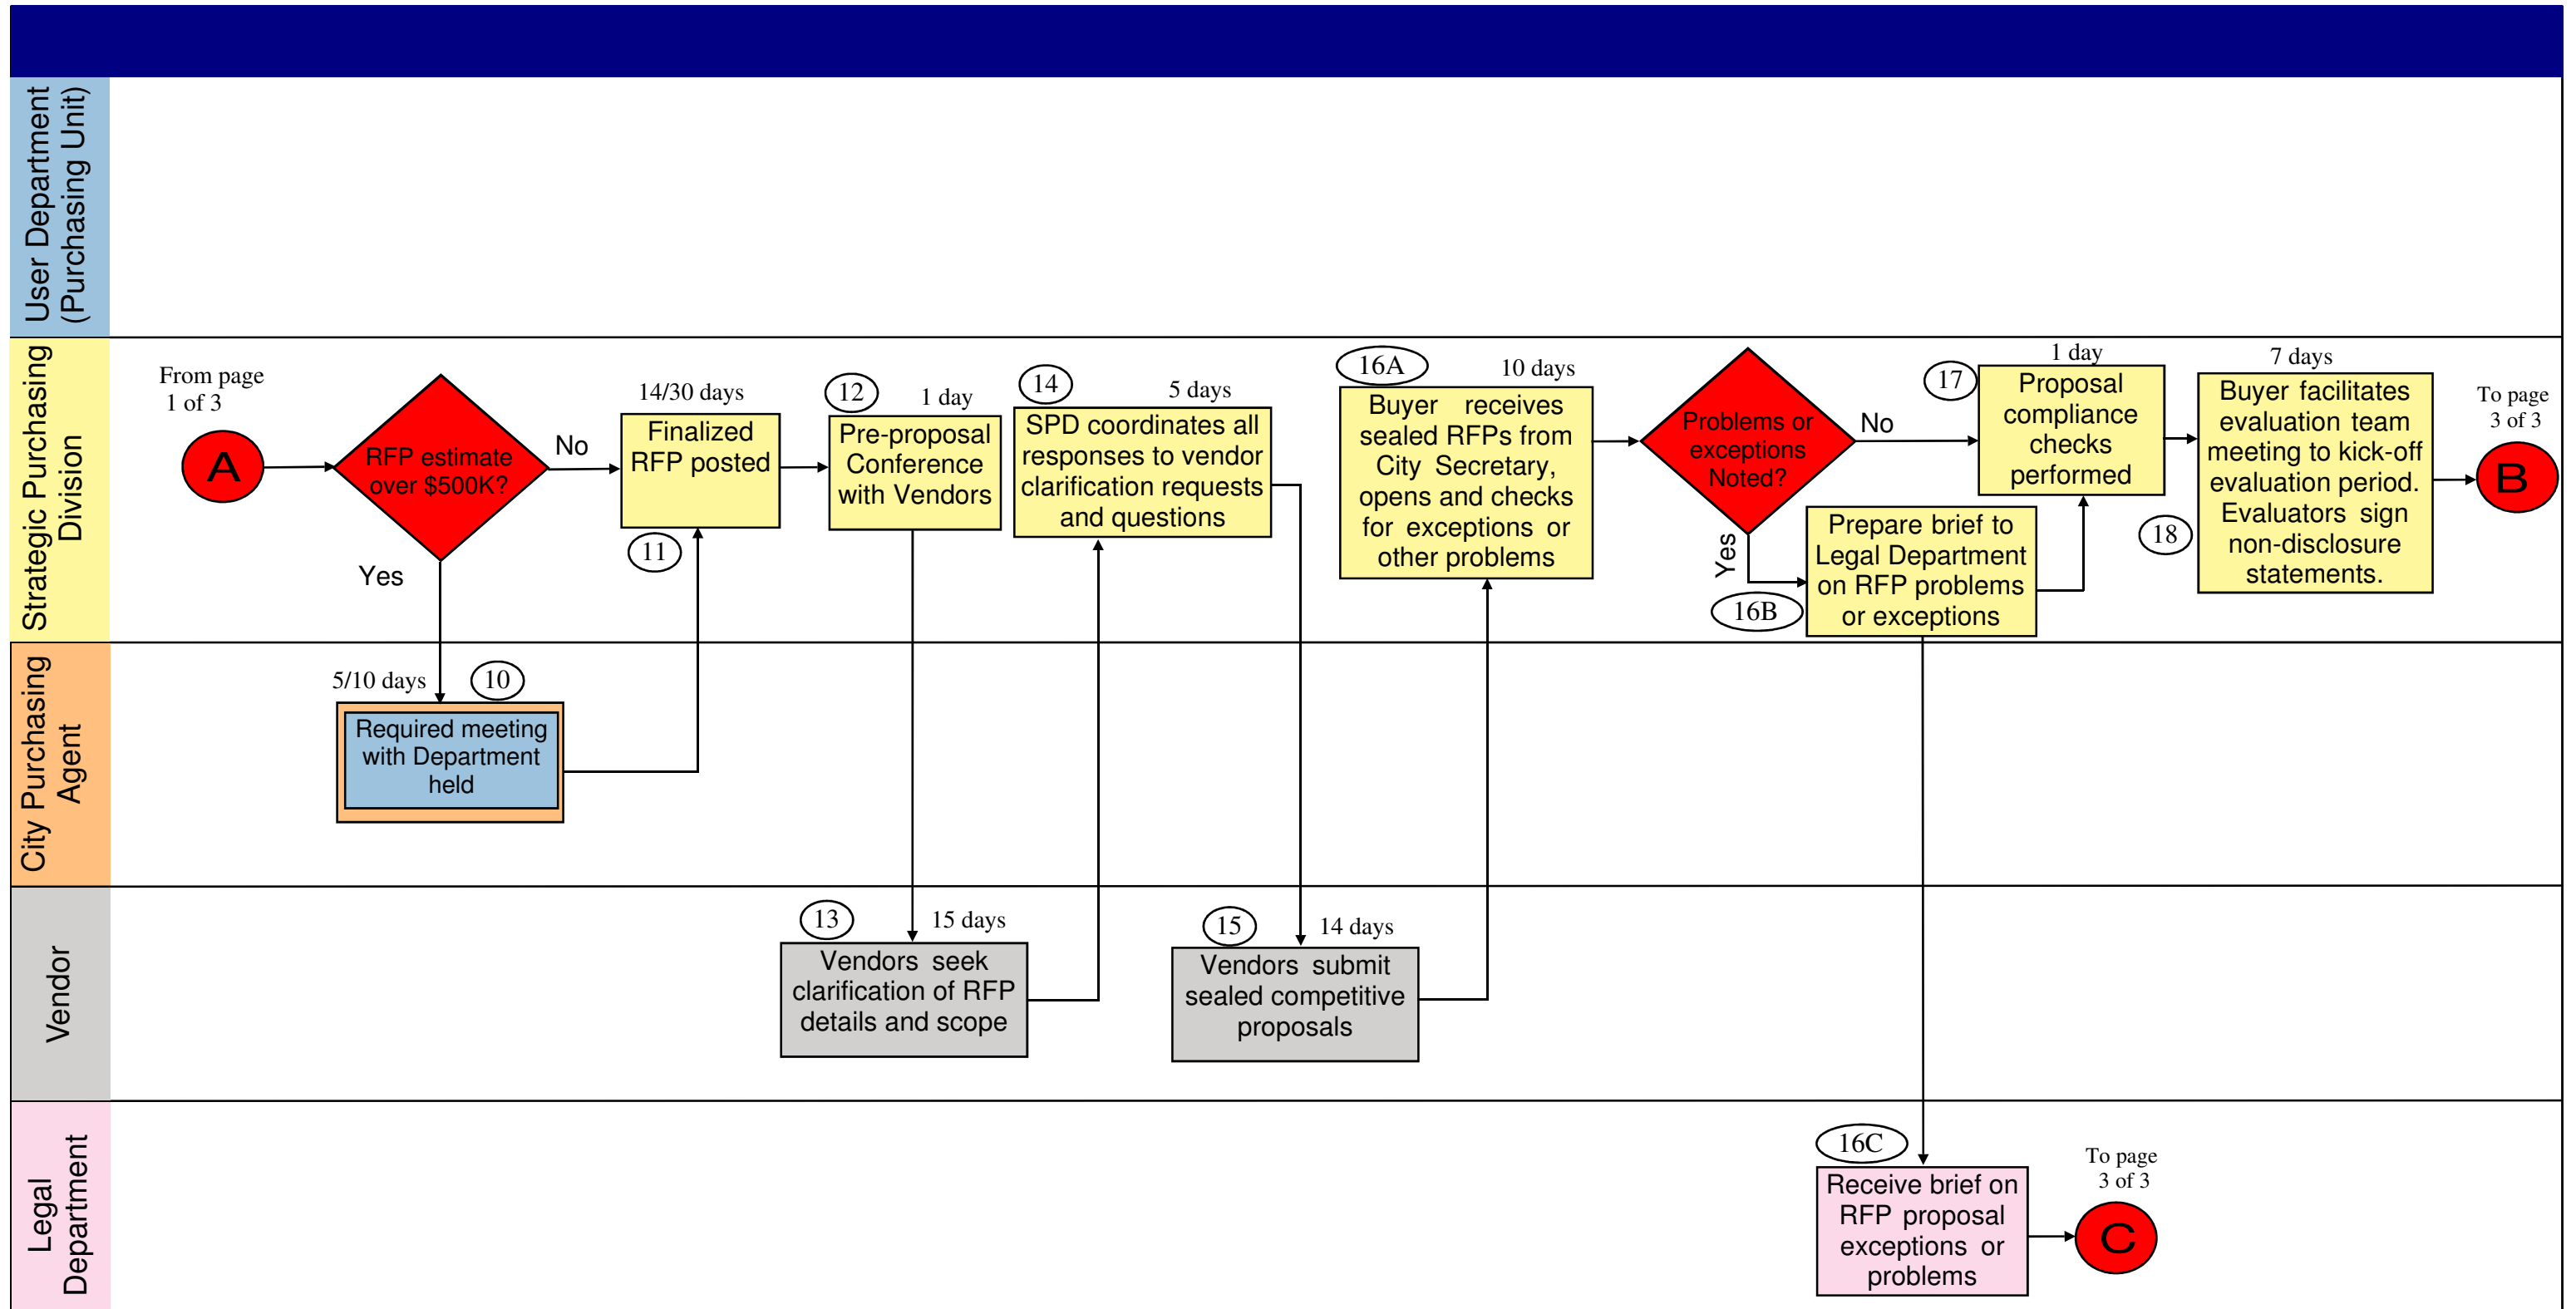 User Department
(Purchasing Unit)
Strategic Purchasing
Division
From page
1 of 3
A
RFP estimate
over $500K?
No
Yes
14/30 days
Finalized
RFP posted
11
12
1 day
Pre-proposal
Conference
with Vendors
14
5 days
SPD coordinates all
responses to vendor
clarification requests
and questions
16A
10 days
Buyer receives
sealed RFPs from
City Secretary,
opens and checks
for exceptions or
other problems
Problems or
exceptions
Noted?
No
Yes
16B
Prepare brief to
Legal Department
on RFP problems
or exceptions
17
1 day
Proposal
compliance
checks
performed
18
7 days
Buyer facilitates
evaluation team
meeting to kick-off
evaluation period.
Evaluators sign
non-disclosure
statements.
To page
3 of 3
B
City Purchasing
Agent
5/10 days
10
Required meeting
with Department
held
Vendor
13
15 days
Vendors seek
clarification of RFP
details and scope
15
14 days
Vendors submit
sealed competitive
proposals
Legal
Department
16C
Receive brief on
RFP proposal
exceptions or
problems
To page
3 of 3
C